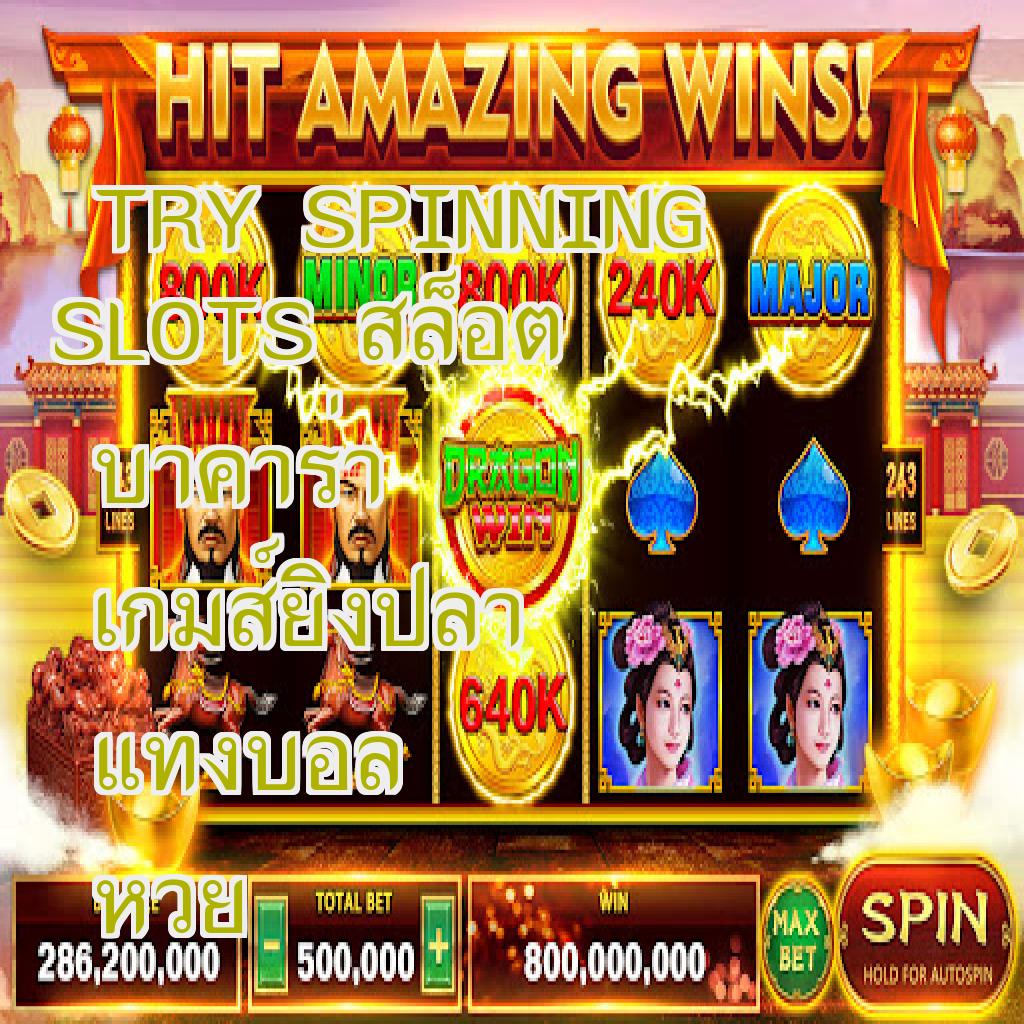 HIT AMAZING WINS!
TRY SPINNING
800K MINOR 800K 240K MAJOR
SLOTS สล็อต
บาคาร่า
DRAGON
WIN
243
LINES
LINES
เกมส์ยิงปลา
640K
แทงบอล
หวย
TOTAL BET
WIN
286,200,000
- 500,000 +
800,000,000
MAX
BET
SPIN
HOLD FOR AUTOSPIN